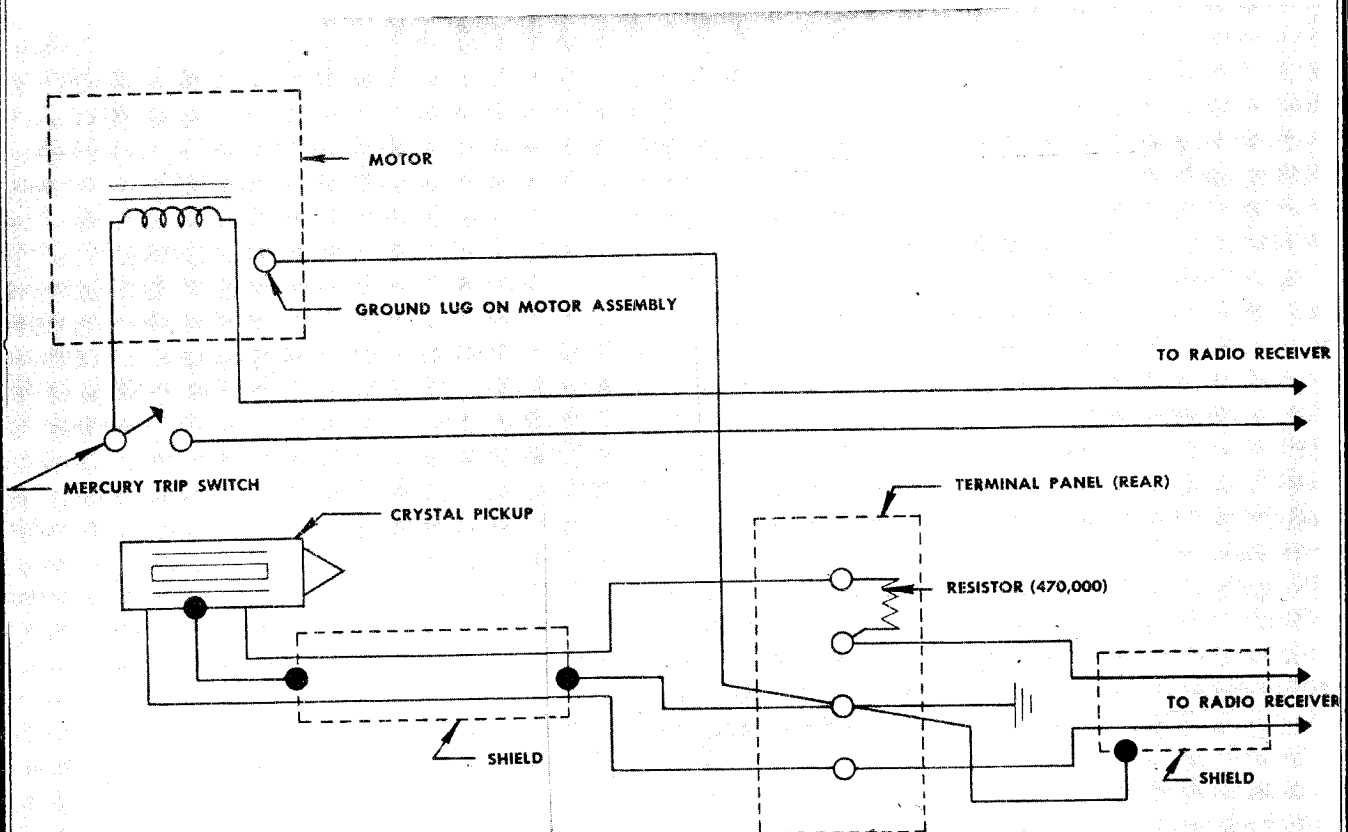 MOTOR
GROUND LUG ON MOTOR ASSEMBLY
TO RADIO RECEIVER
MERCURY TRIP SWITCH
TERMINAL PANEL (REAR)
CRYSTAL PICKUP
RESISTOR (470,000)
TO RADIO RECEIVER
SHIELD
SHIELD